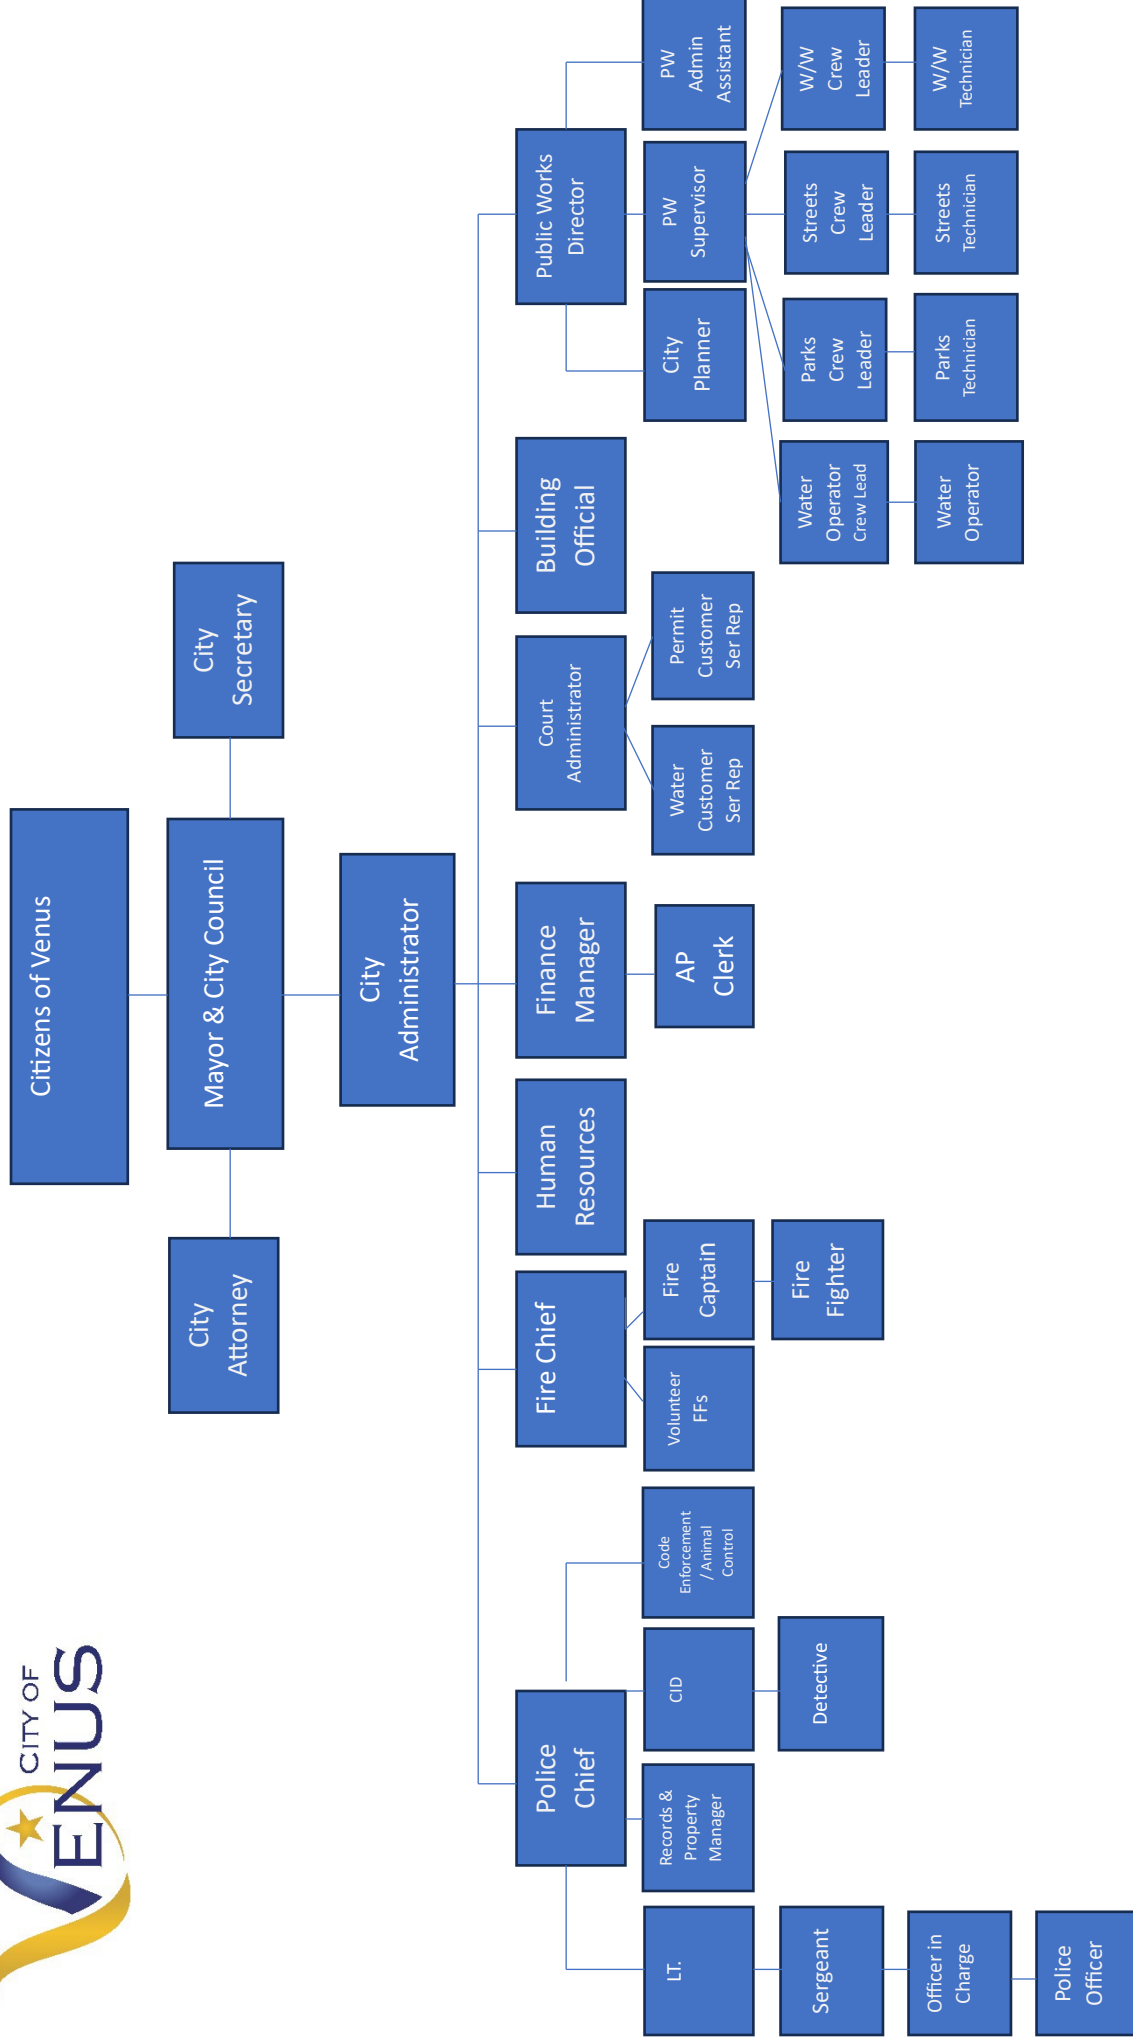 CITY OF
VENUS
Citizens of Venus
City
Attorney
Mayor & City Council
City
Secretary
City
Administrator
Police
Chief
Fire Chief
Human
Resources
Finance
Manager
Court
Administrator
Building
Official
Public Works
Director
LT.
Records &
Property
Manager
CID
Code
Enforcement
/ Animal
Control
Volunteer
FFs
Fire
Captain
AP
Clerk
Water
Customer
Ser Rep
Permit
Customer
Ser Rep
City
Planner
PW
Supervisor
PW
Admin
Assistant
Sergeant
Detective
Fire
Fighter
Water
Operator
Crew Lead
Parks
Crew
Leader
Streets
Crew
Leader
W/W
Crew
Leader
Officer in
Charge
Water
Operator
Parks
Technician
Streets
Technician
W/W
Technician
Police
Officer